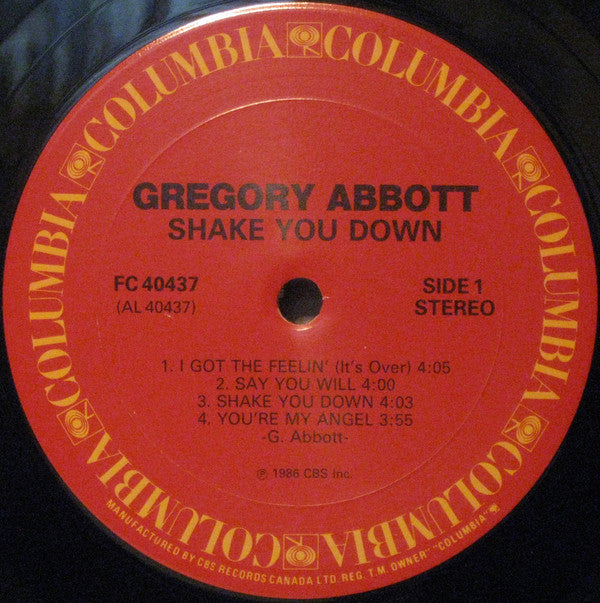 COLUMBIA COLUMBIA COLUMBIA COLUMBIA COLUMBIA COLUMBIA
GREGORY ABBOTT
SHAKE YOU DOWN
FC 40437
(AL 40437)
SIDE 1
STEREO
1. I GOT THE FEELIN' (It's Over) 4:05
2. SAY YOU WILL 4:00
3. SHAKE YOU DOWN 4:03
4. YOU'RE MY ANGEL 3:55
-G. Abbott-
℗ 1986 CBS Inc.
MANUFACTURED BY CBS RECORDS CANADA LTD. REG. T.M. OWNER" "COLUMBIA",